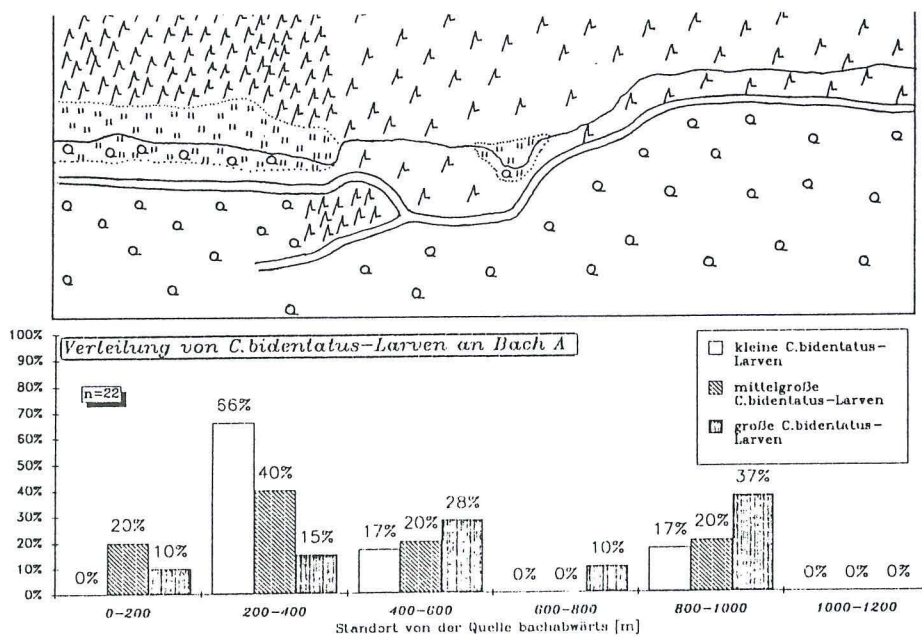 100%
90%
80%
70%
60%
50%
40%
30%
20%
10%
0%
Verteilung von C.bidentatus-Larven an Bach A
n=22
kleine C.bidentatus-
Larven
mittelgroße
C.bidentatus-Larven
große C.bidentatus-
Larven
0% 20% 10%
66% 40% 15%
17% 20% 28%
0% 0% 10%
17% 20% 37%
0% 0% 0%
0-200 200-400 400-600 600-800 800-1000 1000-1200
Standort von der Quelle bachabwärts [m]